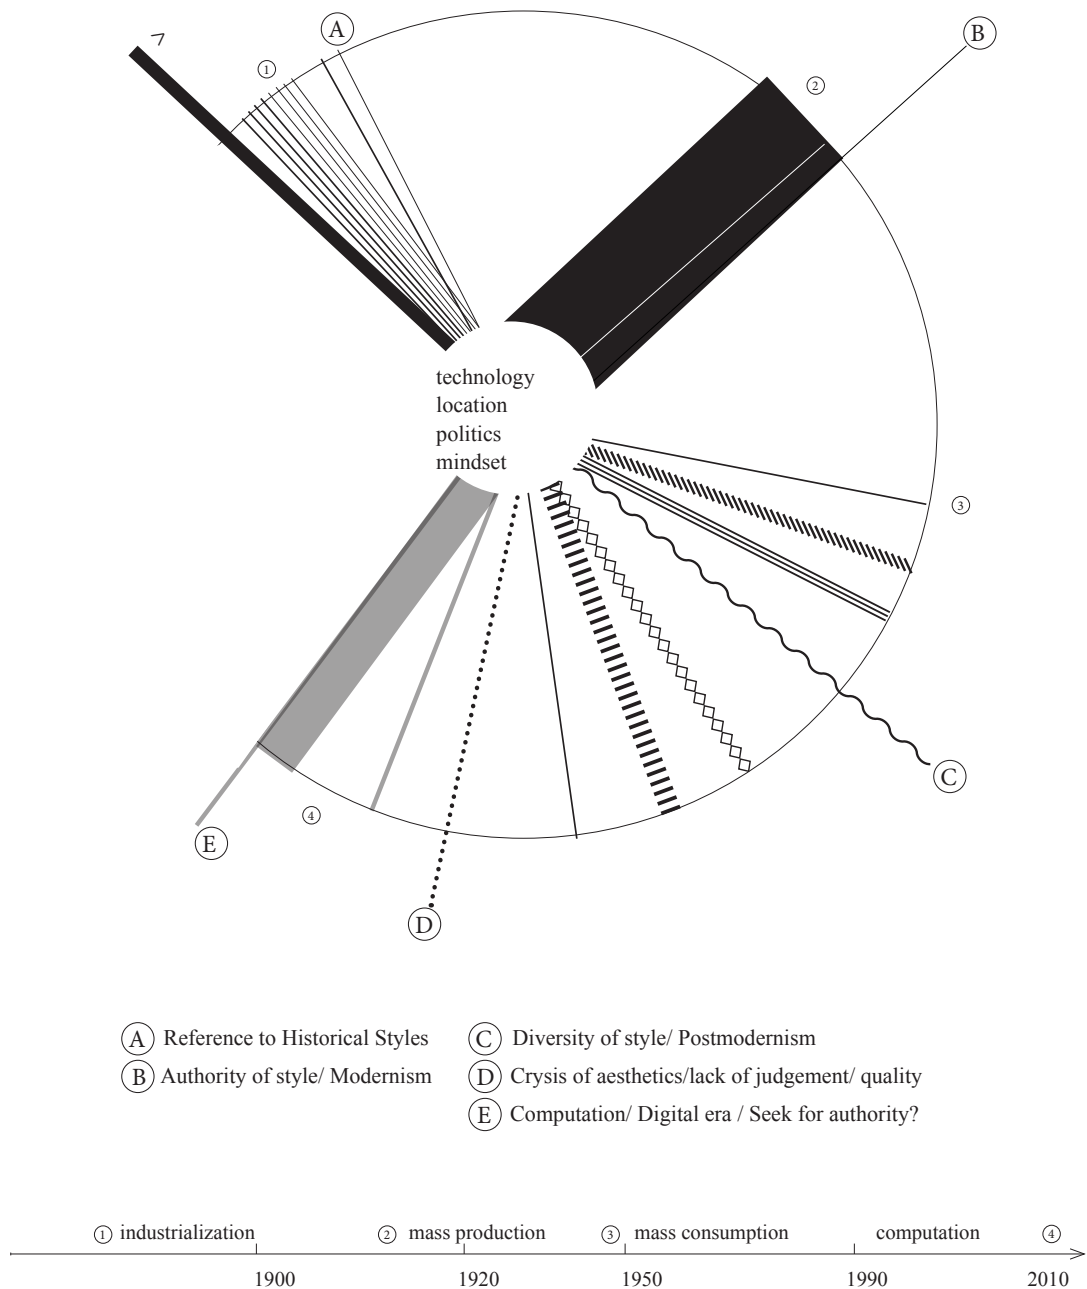 A
B
①
②
technology
location
politics
mindset
③
C
④
E
D
A Reference to Historical Styles
B Authority of style/ Modernism
C Diversity of style/ Postmodernism
D Crysis of aesthetics/lack of judgement/ quality
E Computation/ Digital era / Seek for authority?
① industrialization ② mass production ③ mass consumption computation ④
1900 1920 1950 1990 2010